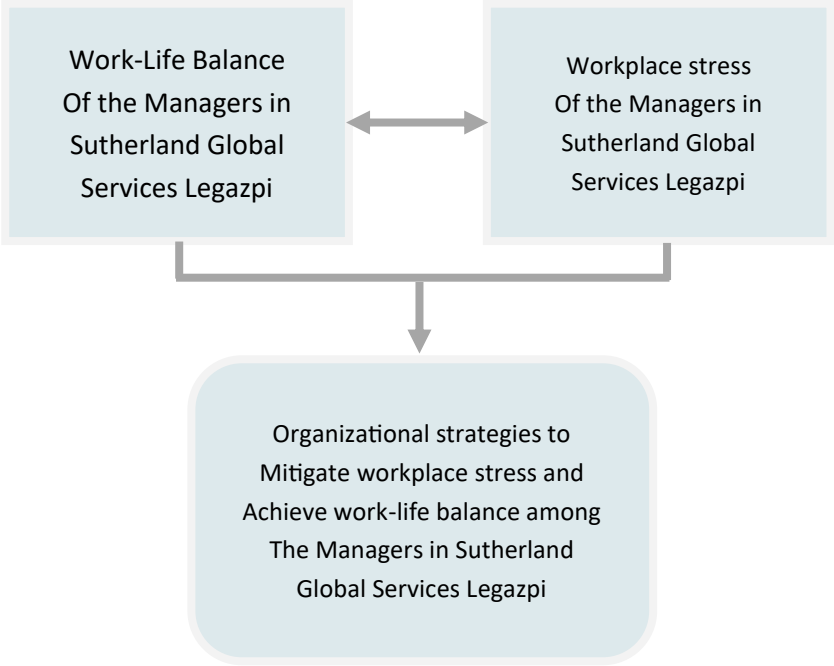 Work-Life Balance
Of the Managers in
Sutherland Global
Services Legazpi
Workplace stress
Of the Managers in
Sutherland Global
Services Legazpi
Organizational strategies to
Mitigate workplace stress and
Achieve work-life balance among
The Managers in Sutherland
Global Services Legazpi